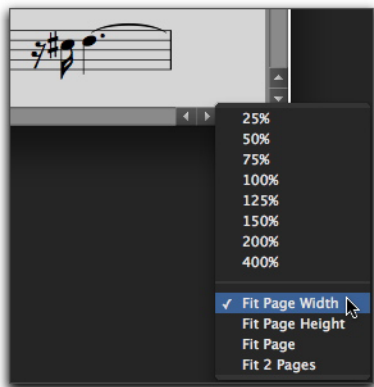 25%
50%
75%
100%
125%
150%
200%
400%
Fit Page Width
Fit Page Height
Fit Page
Fit 2 Pages